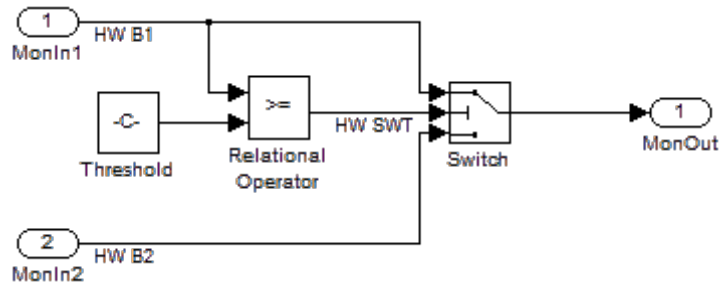 1
HW B1
MonIn1
-C-
Threshold
>=
Relational
Operator
HW SWT
Switch
1
MonOut
2
HW B2
MonIn2